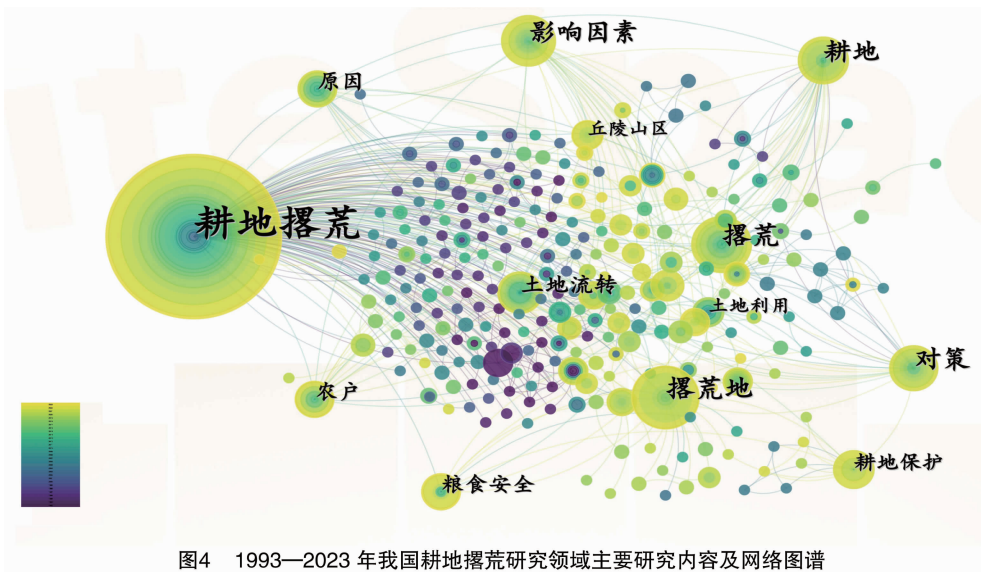 影响因素
耕地
原因
丘陵山区
耕地撂荒
撂荒
土地流转
土地利用
对策
撂荒地
农户
耕地保护
粮食安全
图4 1993—2023 年我国耕地撂荒研究领域主要研究内容及网络图谱